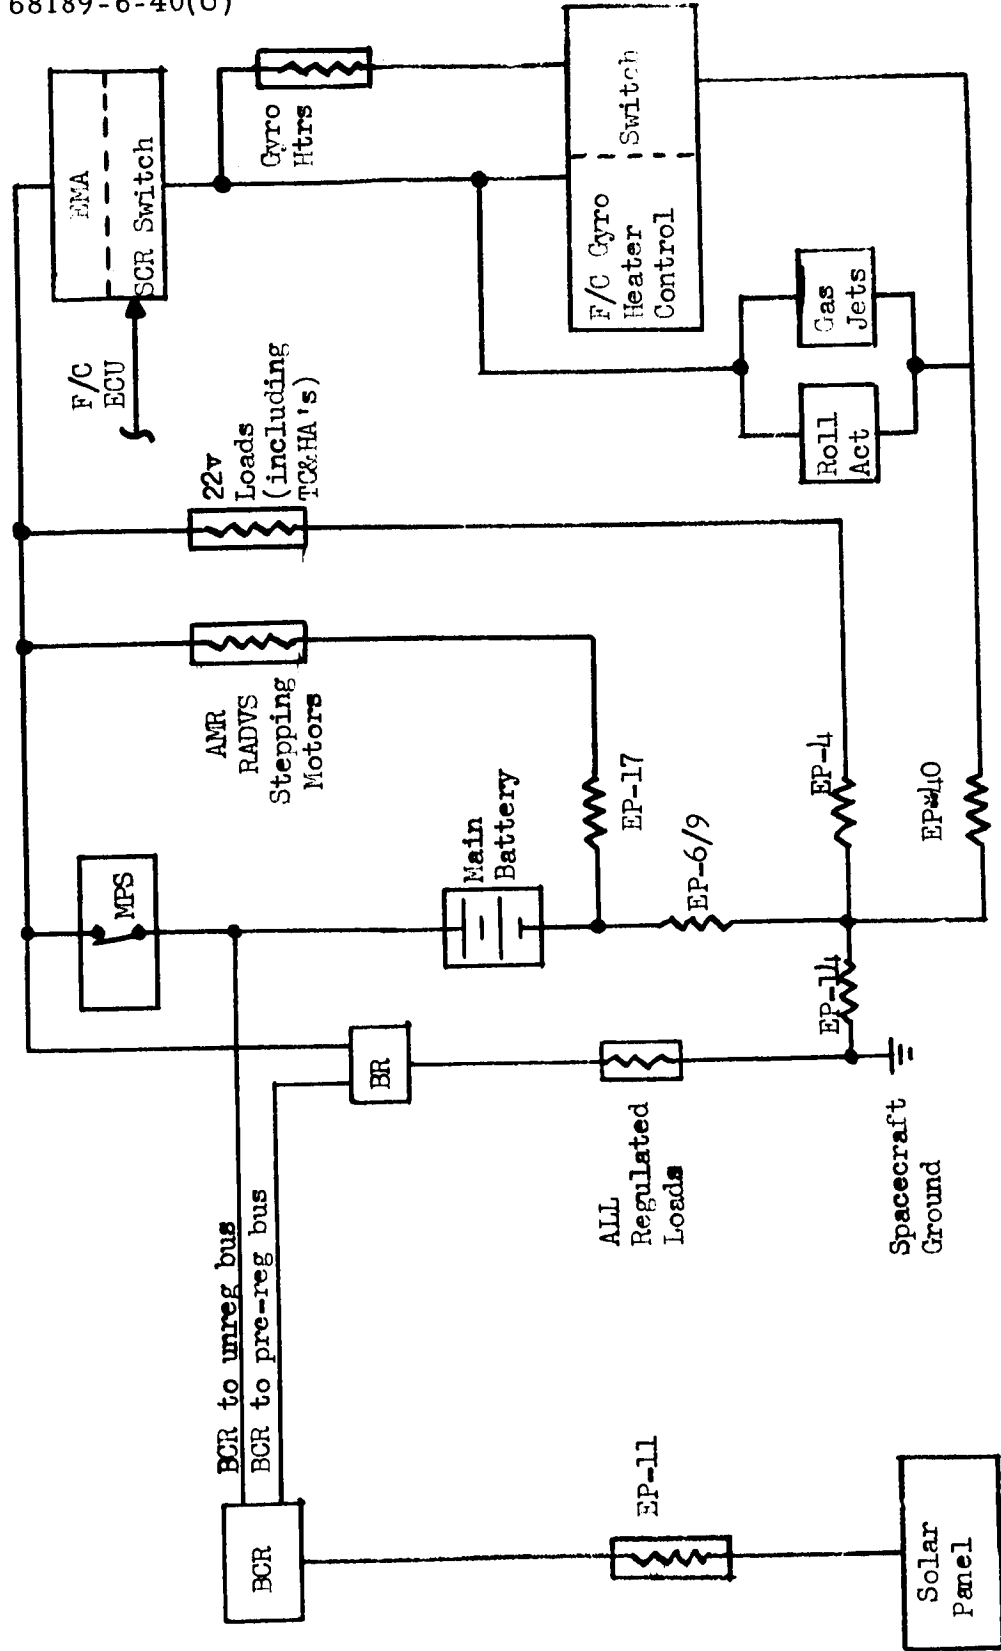 68189-6-40(U)
EMA
SCR Switch
F/C
ECU
Gyro
Htrs
F/C Gyro
Heater
Control
Switch
Gas
Jets
Roll
Act
22v
Loads
(including
TC&HA's)
AMR
RADVS
Stepping
Motors
MPS
Main
Battery
EP-17
EP-6/9
EP-4
EP-40
EP-14
BR
ALL
Regulated
Loads
Spacecraft
Ground
BCR to unreg bus
BCR to pre-reg bus
BCR
EP-11
Solar
Panel